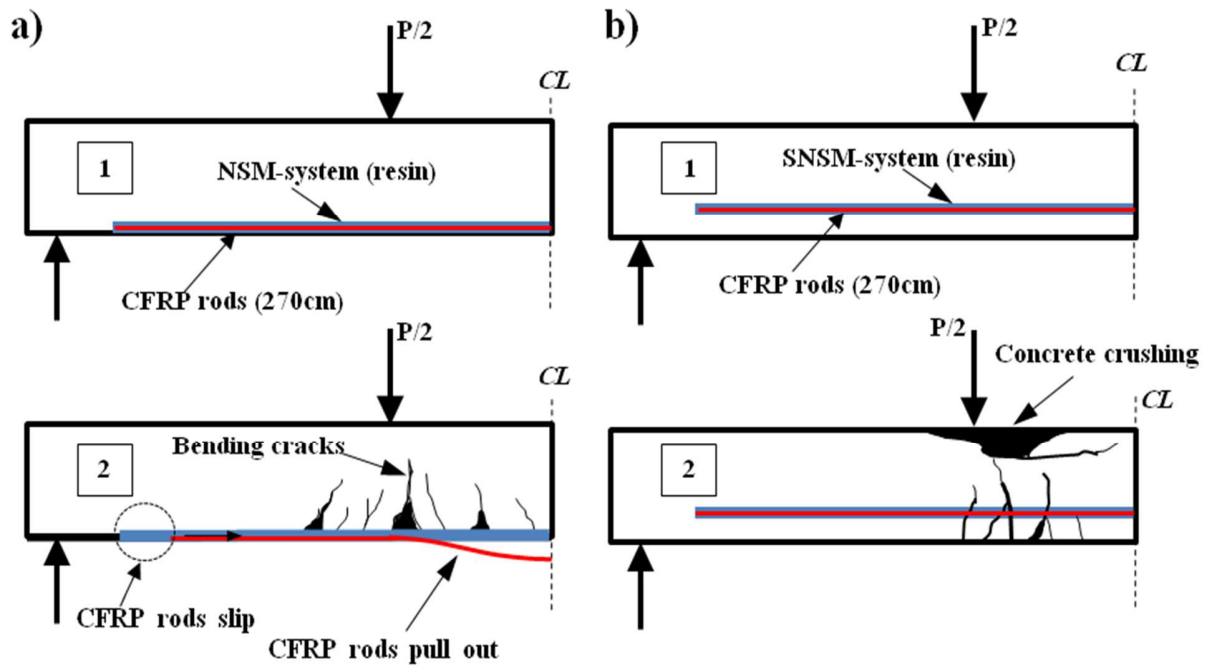 a)
P/2
CL
1
NSM-system (resin)
CFRP rods (270cm)
P/2
CL
2
Bending cracks
CFRP rods slip
CFRP rods pull out
b)
P/2
CL
1
SNSM-system (resin)
CFRP rods (270cm)
P/2
Concrete crushing
CL
2